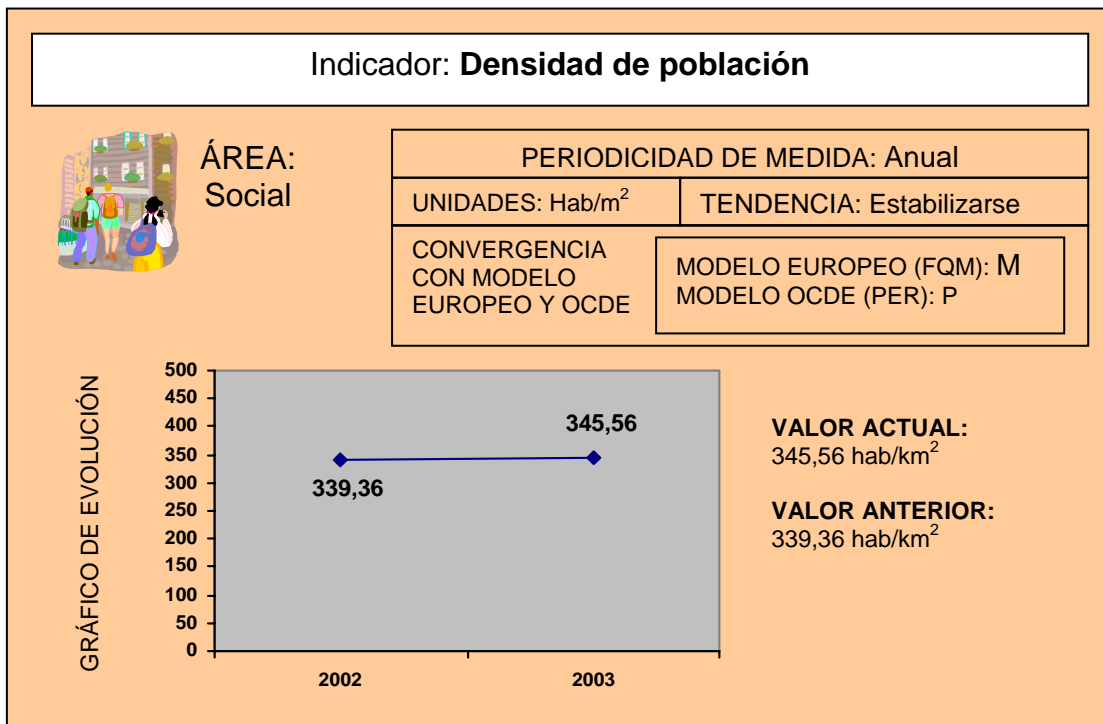 Indicador: Densidad de población
ÁREA:
Social
PERIODICIDAD DE MEDIDA: Anual
UNIDADES: Hab/m²
TENDENCIA: Estabilizarse
CONVERGENCIA
CON MODELO
EUROPEO Y OCDE
MODELO EUROPEO (FQM): M
MODELO OCDE (PER): P
GRÁFICO DE EVOLUCIÓN
500
450
400
350
300
250
200
150
100
50
0
339,36
345,56
2002
2003
VALOR ACTUAL:
345,56 hab/km²
VALOR ANTERIOR:
339,36 hab/km²